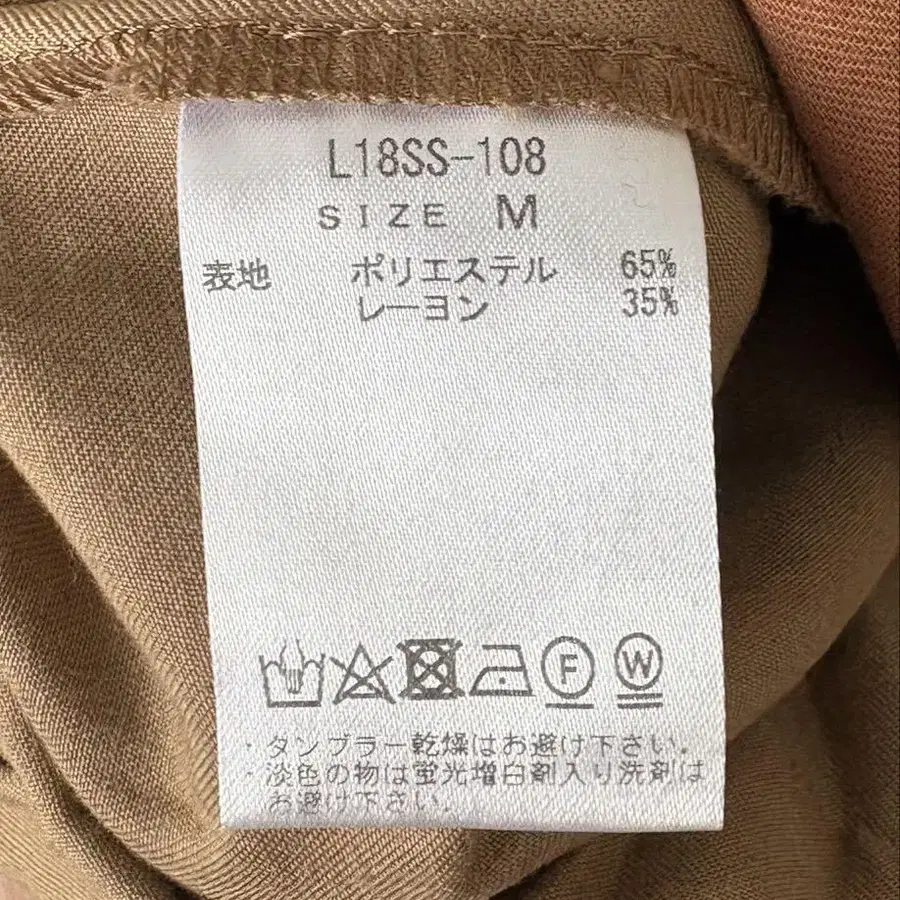 L18SS-108
SIZE M
表地 ポリエステル 65%
レーヨン 35%
F W
・タンブラー乾燥はお避け下さい.
・淡色の物は蛍光増白剤入り洗剤は
お避け下さい.